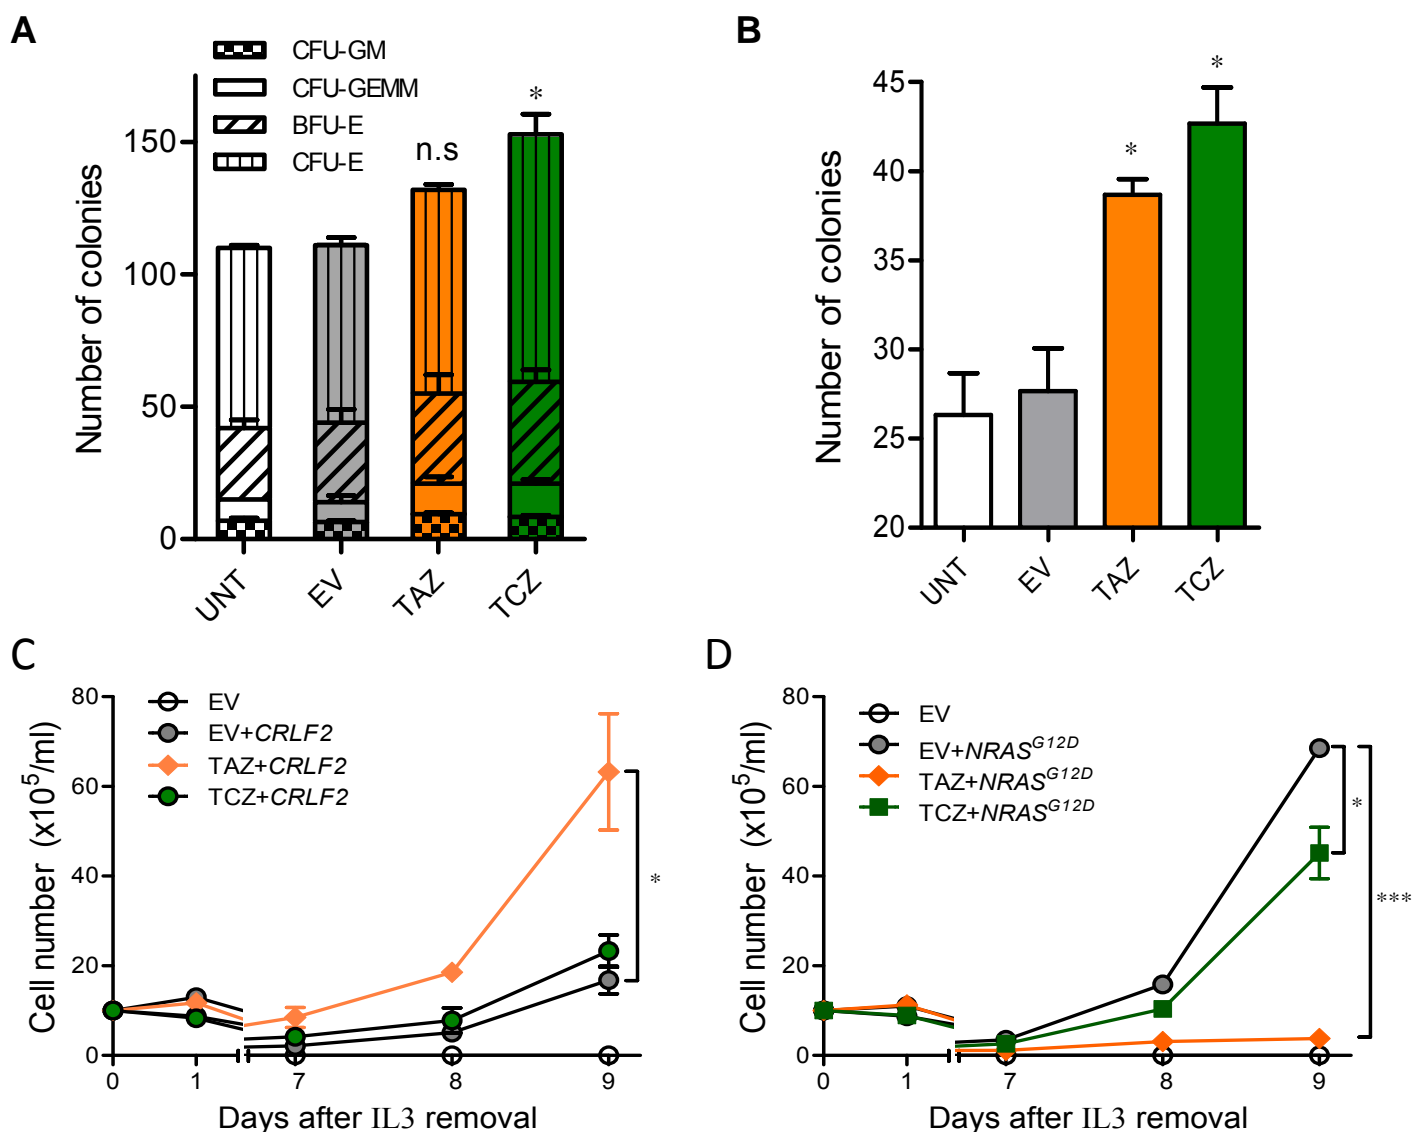 A
CFU-GM
CFU-GEMM
BFU-E
CFU-E
Number of colonies
150
100
50
0
n.s
*
UNT
EV
TAZ
TCZ
B
Number of colonies
45
40
35
30
25
20
*
*
UNT
EV
TAZ
TCZ
C
EV
EV+CRLF2
TAZ+CRLF2
TCZ+CRLF2
Cell number (x10⁵/ml)
80
60
40
20
0
*
0 1 7 8 9
Days after IL3 removal
D
EV
EV+NRASᴳ¹²ᴰ
TAZ+NRASᴳ¹²ᴰ
TCZ+NRASᴳ¹²ᴰ
Cell number (x10⁵/ml)
80
60
40
20
0
*
***
0 1 7 8 9
Days after IL3 removal